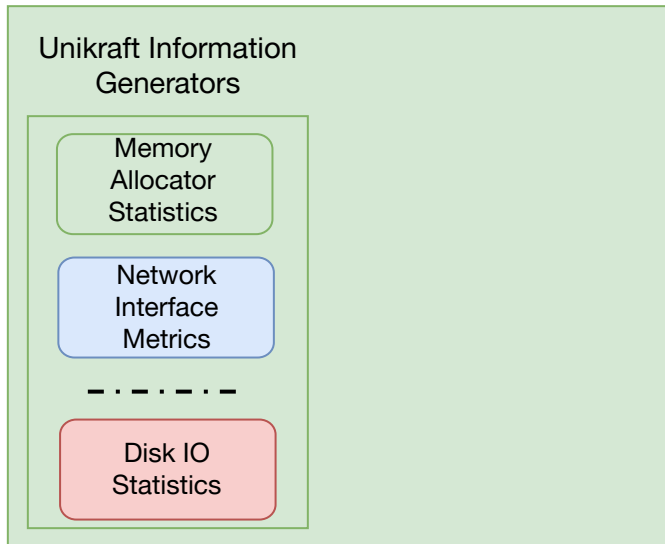 Unikraft Information
Generators
Memory
Allocator
Statistics
Network
Interface
Metrics
Disk IO
Statistics